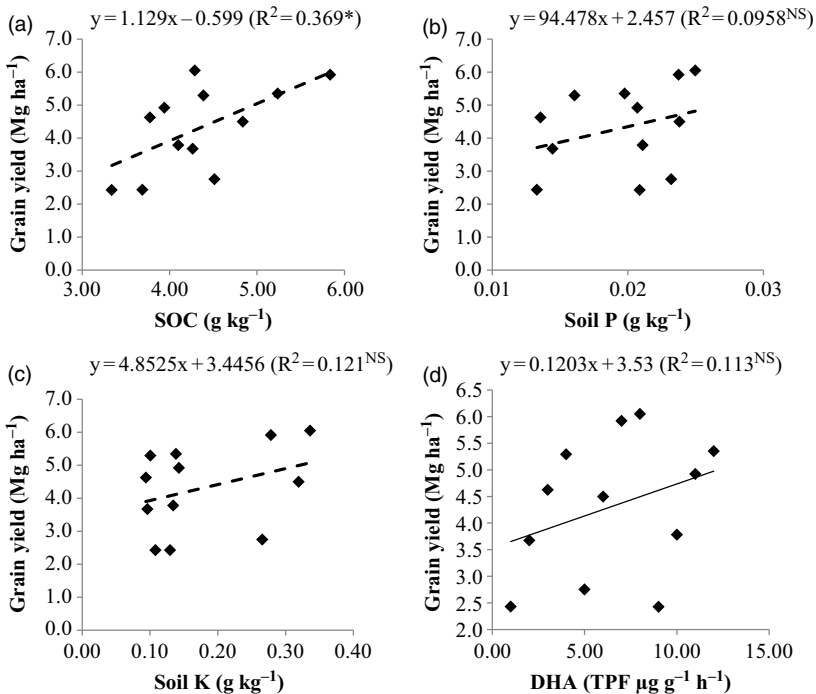 (a)
y = 1.129x – 0.599 (R² = 0.369*)
Grain yield (Mg ha⁻¹)
7.0
6.0
5.0
4.0
3.0
2.0
1.0
0.0
3.00 4.00 5.00 6.00
SOC (g kg⁻¹)
(b)
y = 94.478x + 2.457 (R² = 0.0958ᴺˢ)
Grain yield (Mg ha⁻¹)
7.0
6.0
5.0
4.0
3.0
2.0
1.0
0.0
0.01 0.02 0.03
Soil P (g kg⁻¹)
(c)
y = 4.8525x + 3.4456 (R² = 0.121ᴺˢ)
Grain yield (Mg ha⁻¹)
7.0
6.0
5.0
4.0
3.0
2.0
1.0
0.0
0.00 0.10 0.20 0.30 0.40
Soil K (g kg⁻¹)
(d)
y = 0.1203x + 3.53 (R² = 0.113ᴺˢ)
Grain yield (Mg ha⁻¹)
6.5
6.0
5.5
5.0
4.5
4.0
3.5
3.0
2.5
2.0
0.00 5.00 10.00 15.00
DHA (TPF μg g⁻¹ h⁻¹)